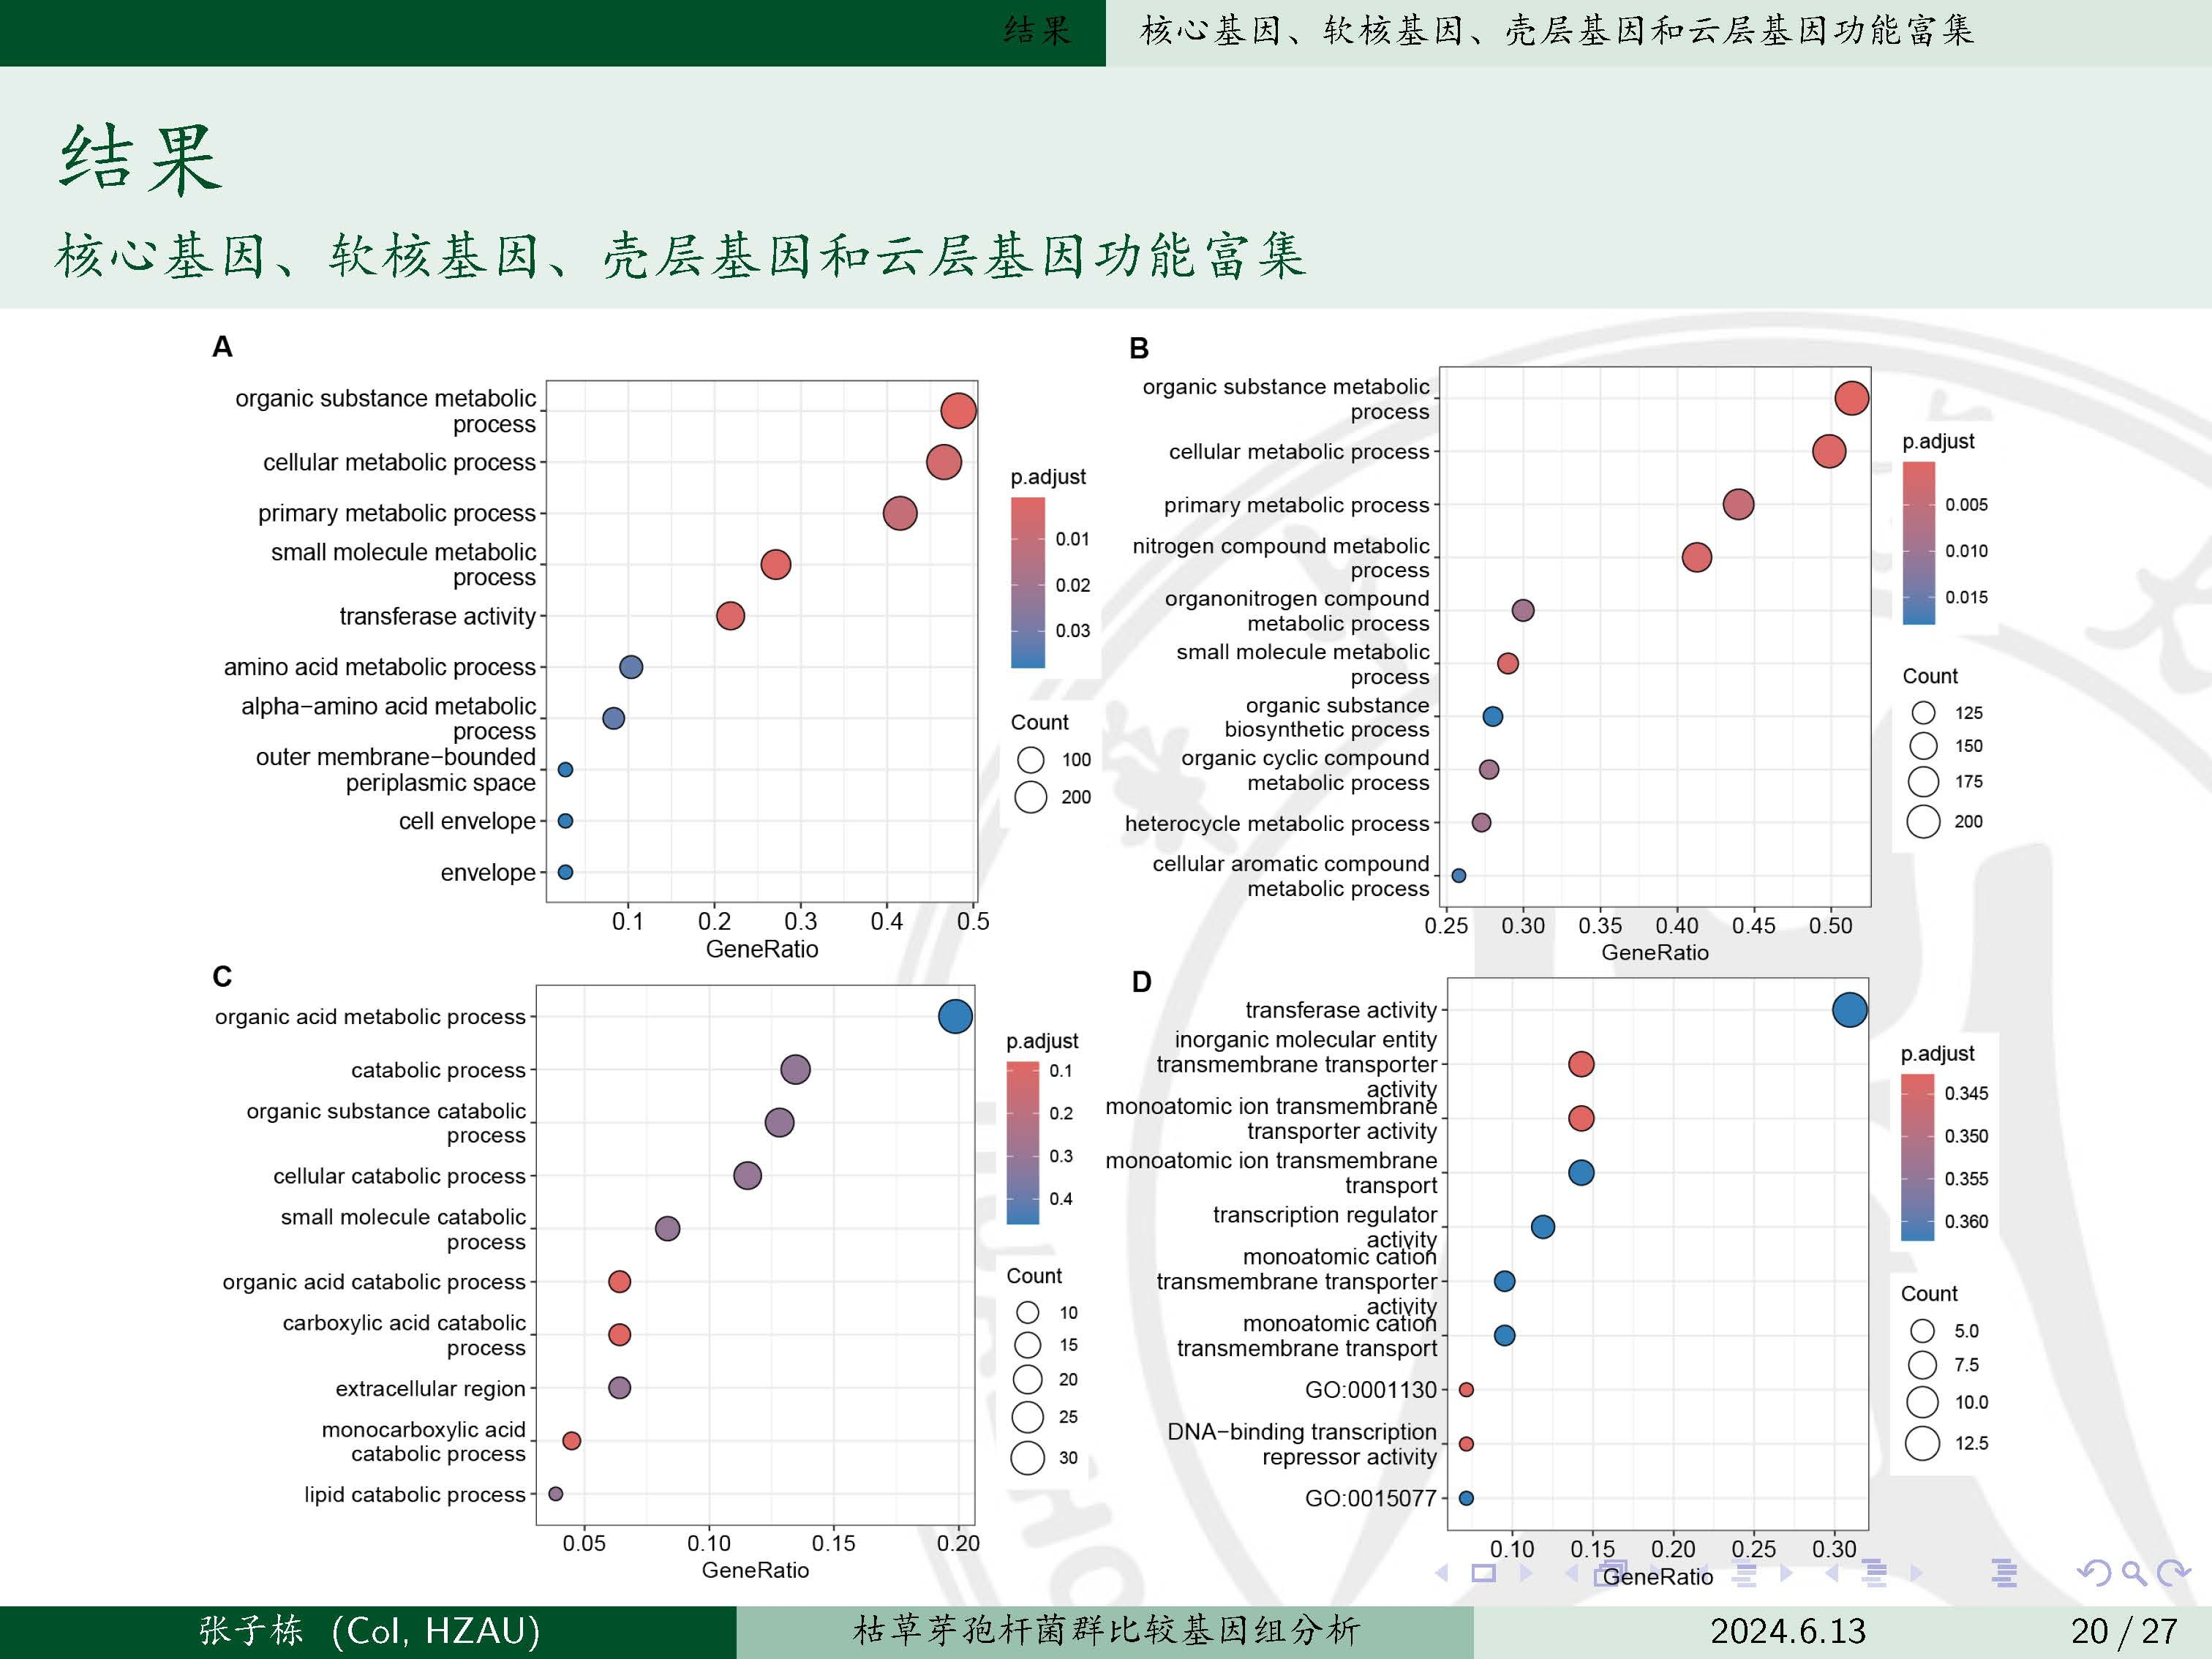 结果
核心基因、软核基因、壳层基因和云层基因功能富集
结果
核心基因、软核基因、壳层基因和云层基因功能富集
A
organic substance metabolic
process
cellular metabolic process
primary metabolic process
small molecule metabolic
process
transferase activity
amino acid metabolic process
alpha−amino acid metabolic
process
outer membrane−bounded
periplasmic space
cell envelope
envelope
0.1 0.2 0.3 0.4 0.5
GeneRatio
p.adjust
0.01
0.02
0.03
Count
100
200
B
organic substance metabolic
process
cellular metabolic process
primary metabolic process
nitrogen compound metabolic
process
organonitrogen compound
metabolic process
small molecule metabolic
process
organic substance
biosynthetic process
organic cyclic compound
metabolic process
heterocycle metabolic process
cellular aromatic compound
metabolic process
0.25 0.30 0.35 0.40 0.45 0.50
GeneRatio
p.adjust
0.005
0.010
0.015
Count
125
150
175
200
C
organic acid metabolic process
catabolic process
organic substance catabolic
process
cellular catabolic process
small molecule catabolic
process
organic acid catabolic process
carboxylic acid catabolic
process
extracellular region
monocarboxylic acid
catabolic process
lipid catabolic process
0.05 0.10 0.15 0.20
GeneRatio
p.adjust
0.1
0.2
0.3
0.4
Count
10
15
20
25
30
D
transferase activity
inorganic molecular entity
transmembrane transporter
activity
monoatomic ion transmembrane
transporter activity
monoatomic ion transmembrane
transport
transcription regulator
activity
monoatomic cation
transmembrane transporter
activity
monoatomic cation
transmembrane transport
GO:0001130
DNA−binding transcription
repressor activity
GO:0015077
0.10 0.15 0.20 0.25 0.30
GeneRatio
p.adjust
0.345
0.350
0.355
0.360
Count
5.0
7.5
10.0
12.5
张子栋 (CoI, HZAU)
枯草芽孢杆菌群比较基因组分析
2024.6.13
20 / 27